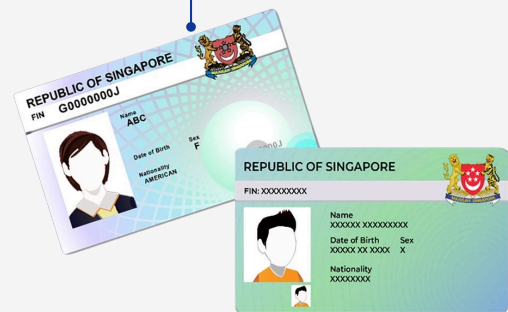 REPUBLIC OF SINGAPORE
FIN G0000000J
Name
ABC
Date of Birth Sex
F
Nationality
AMERICAN
REPUBLIC OF SINGAPORE
FIN: XXXXXXXXX
Name
XXXXXX XXXXXXXXX
Date of Birth Sex
XXXXX XX XXXX X
Nationality
XXXXXXXX